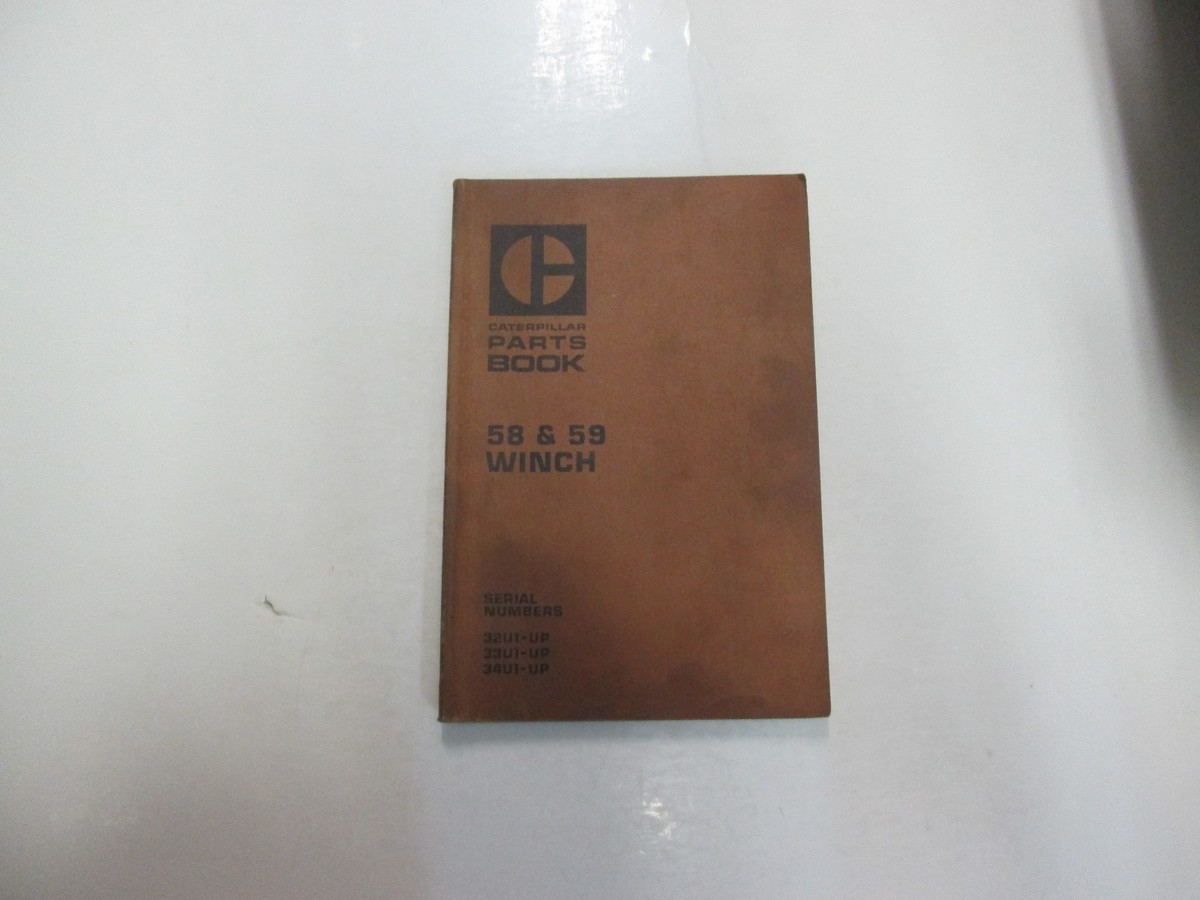 CATERPILLAR
PARTS
BOOK
58 & 59
WINCH
SERIAL
NUMBERS
32U1-UP
33U1-UP
34U1-UP